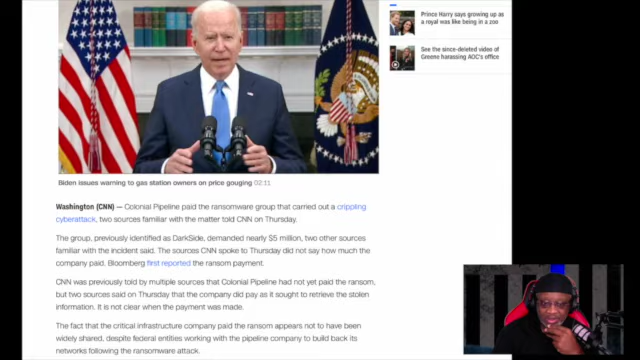 Prince Harry says growing up as
a royal was like being in a zoo
See the since-deleted video of
Greene harassing AOC's office
Biden issues warning to gas station owners on price gouging 02:11
Washington (CNN) — Colonial Pipeline paid the ransomware group that carried out a crippling
cyberattack, two sources familiar with the matter told CNN on Thursday.
The group, previously identified as DarkSide, demanded nearly $5 million, two other sources
familiar with the incident said. The sources CNN spoke to Thursday did not say how much the
company paid. Bloomberg first reported the ransom payment.
CNN was previously told by multiple sources that Colonial Pipeline had not yet paid the ransom,
but two sources said on Thursday that the company did pay as it sought to retrieve the stolen
information. It is not clear when the payment was made.
The fact that the critical infrastructure company paid the ransom appears not to have been
widely shared, despite federal entities working with the pipeline company to build back its
networks following the ransomware attack.